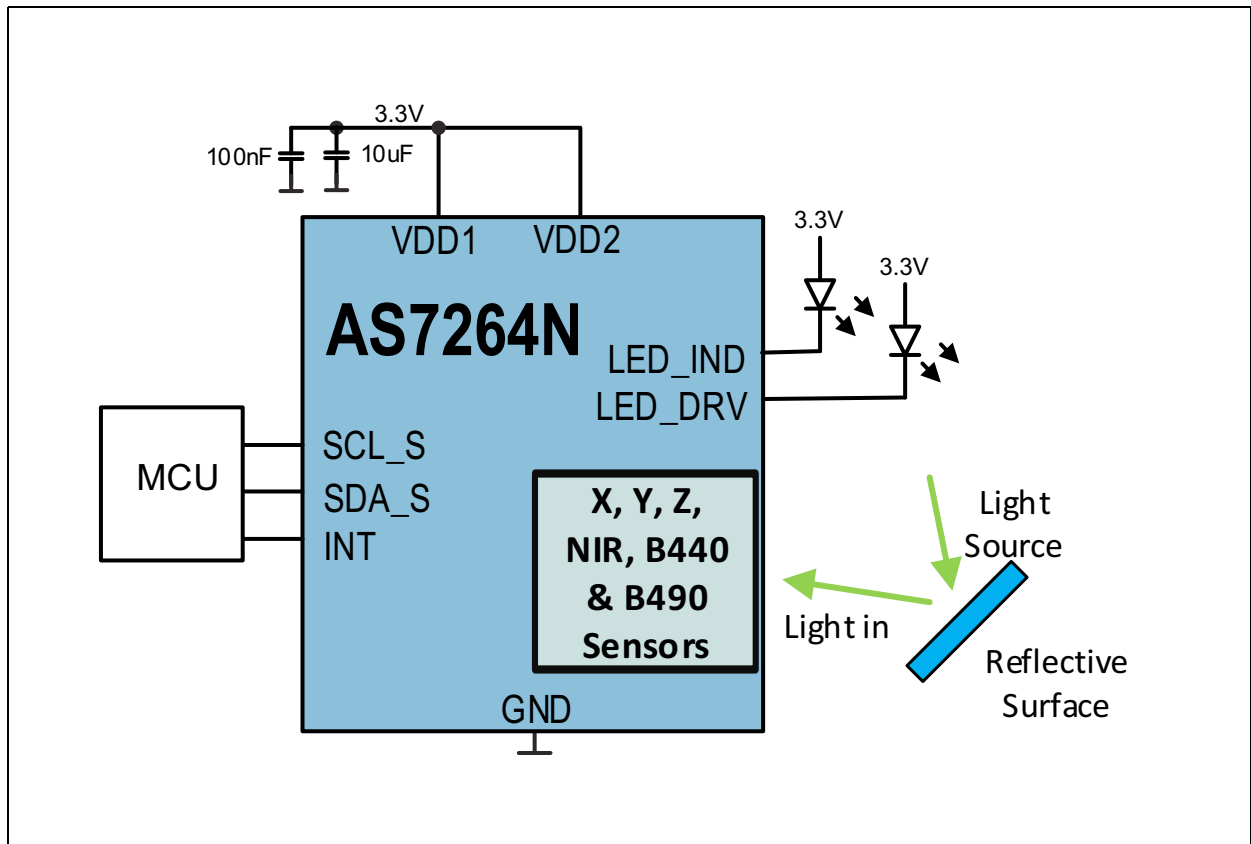 3.3V
100nF
10uF
VDD1
VDD2
3.3V
3.3V
AS7264N
LED_IND
LED_DRV
MCU
SCL_S
SDA_S
INT
X, Y, Z,
NIR, B440
& B490
Sensors
Light
Source
Light in
Reflective
Surface
GND